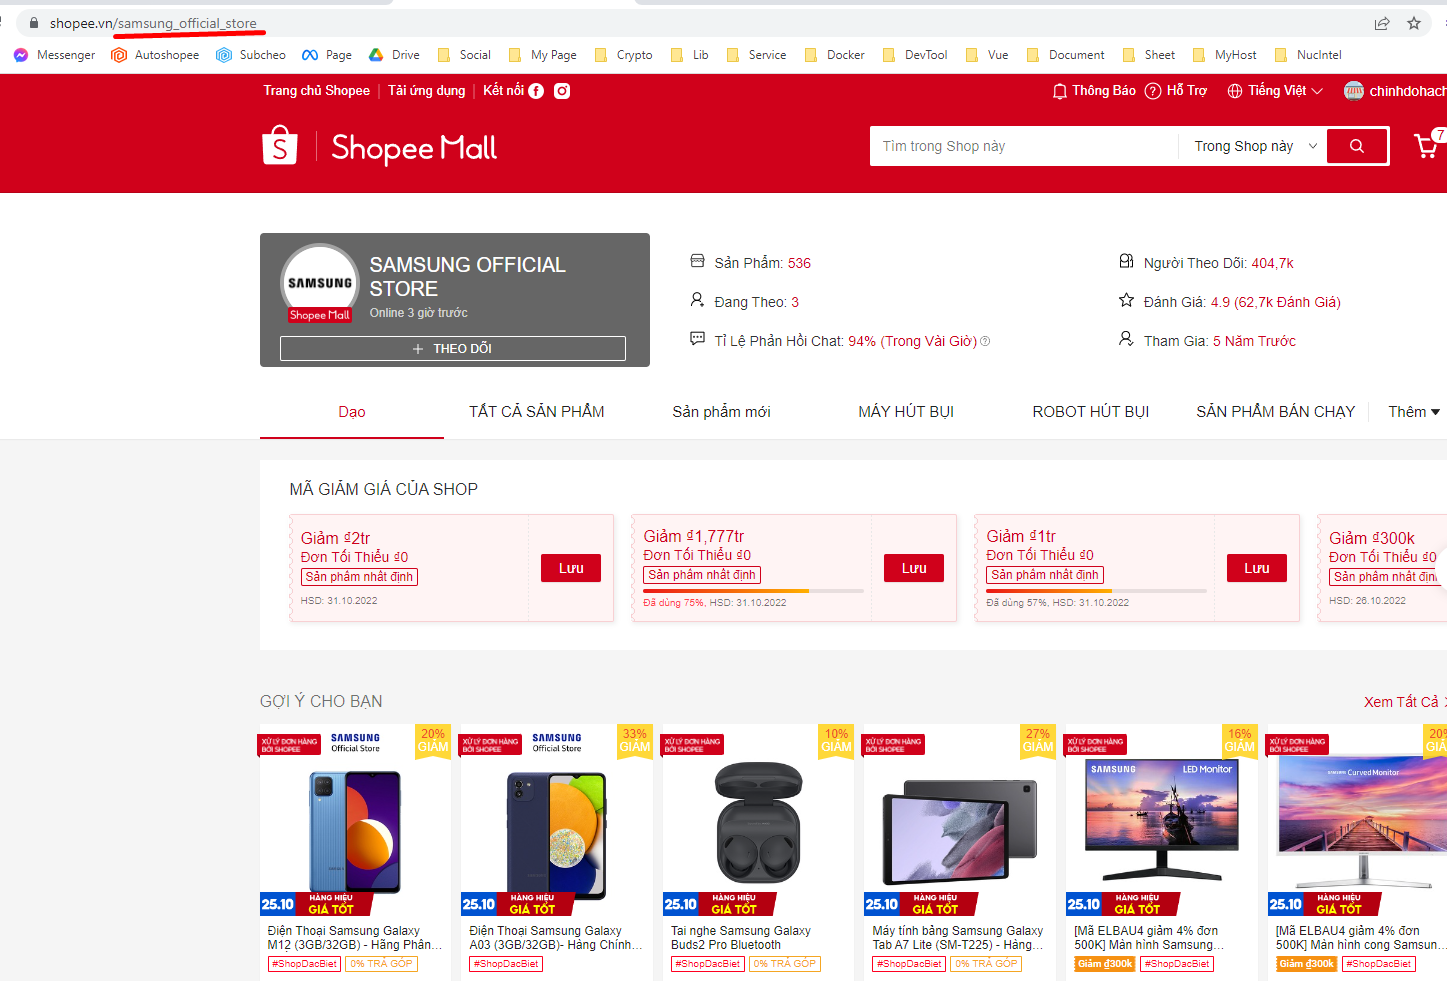 shopee.vn/samsung_official_store
Messenger Autoshopee Subcheo Page Drive Social My Page Crypto Lib Service Docker DevTool Vue Document Sheet MyHost NucIntel
Trang chủ Shopee Tải ứng dụng Kết nối Thông Báo Hỗ Trợ Tiếng Việt chinhdohach
Shopee Mall
Tìm trong Shop này Trong Shop này
7
SAMSUNG
Shopee Mall
SAMSUNG OFFICIAL
STORE
Online 3 giờ trước
+ THEO DÕI
Sản Phẩm: 536
Đang Theo: 3
Tỉ Lệ Phản Hồi Chat: 94% (Trong Vài Giờ)
Người Theo Dõi: 404,7k
Đánh Giá: 4.9 (62,7k Đánh Giá)
Tham Gia: 5 Năm Trước
Dạo TẤT CẢ SẢN PHẨM Sản phẩm mới MÁY HÚT BỤI ROBOT HÚT BỤI SẢN PHẨM BÁN CHẠY Thêm
MÃ GIẢM GIÁ CỦA SHOP
Giảm ₫2tr
Đơn Tối Thiểu ₫0
Sản phẩm nhất định
HSD: 31.10.2022
Lưu
Giảm ₫1,777tr
Đơn Tối Thiểu ₫0
Sản phẩm nhất định
Đã dùng 75%, HSD: 31.10.2022
Lưu
Giảm ₫1tr
Đơn Tối Thiểu ₫0
Sản phẩm nhất định
Đã dùng 57%, HSD: 31.10.2022
Lưu
Giảm ₫300k
Đơn Tối Thiểu ₫0
Sản phẩm nhất địn
HSD: 26.10.2022
GỢI Ý CHO BẠN
Xem Tất Cả
XỬ LÝ ĐƠN HÀNG
BỞI SHOPEE
SAMSUNG
Official Store
20%
GIẢM
25.10
HÀNG HIỆU
GIÁ TỐT
Điện Thoại Samsung Galaxy
M12 (3GB/32GB) - Hãng Phân...
#ShopDacBiet 0% TRẢ GÓP
XỬ LÝ ĐƠN HÀNG
BỞI SHOPEE
SAMSUNG
Official Store
33%
GIẢM
25.10
HÀNG HIỆU
GIÁ TỐT
Điện Thoại Samsung Galaxy
A03 (3GB/32GB)- Hàng Chính...
#ShopDacBiet
XỬ LÝ ĐƠN HÀNG
BỞI SHOPEE
10%
GIẢM
25.10
HÀNG HIỆU
GIÁ TỐT
Tai nghe Samsung Galaxy
Buds2 Pro Bluetooth
#ShopDacBiet 0% TRẢ GÓP
XỬ LÝ ĐƠN HÀNG
BỞI SHOPEE
27%
GIẢM
25.10
HÀNG HIỆU
GIÁ TỐT
Máy tính bảng Samsung Galaxy
Tab A7 Lite (SM-T225) - Hàng...
#ShopDacBiet 0% TRẢ GÓP
XỬ LÝ ĐƠN HÀNG
BỞI SHOPEE
16%
GIẢM
SAMSUNG LED Monitor
25.10
HÀNG HIỆU
GIÁ TỐT
[Mã ELBAU4 giảm 4% đơn
500K] Màn hình Samsung...
Giảm ₫300k #ShopDacBiet
XỬ LÝ ĐƠN HÀNG
BỞI SHOPEE
20%
GIẢ
SAMSUNG Curved Monitor
25.10
HÀNG HIỆU
GIÁ TỐT
[Mã ELBAU4 giảm 4% đơn
500K] Màn hình cong Samsun...
Giảm ₫300k #ShopDacBiet